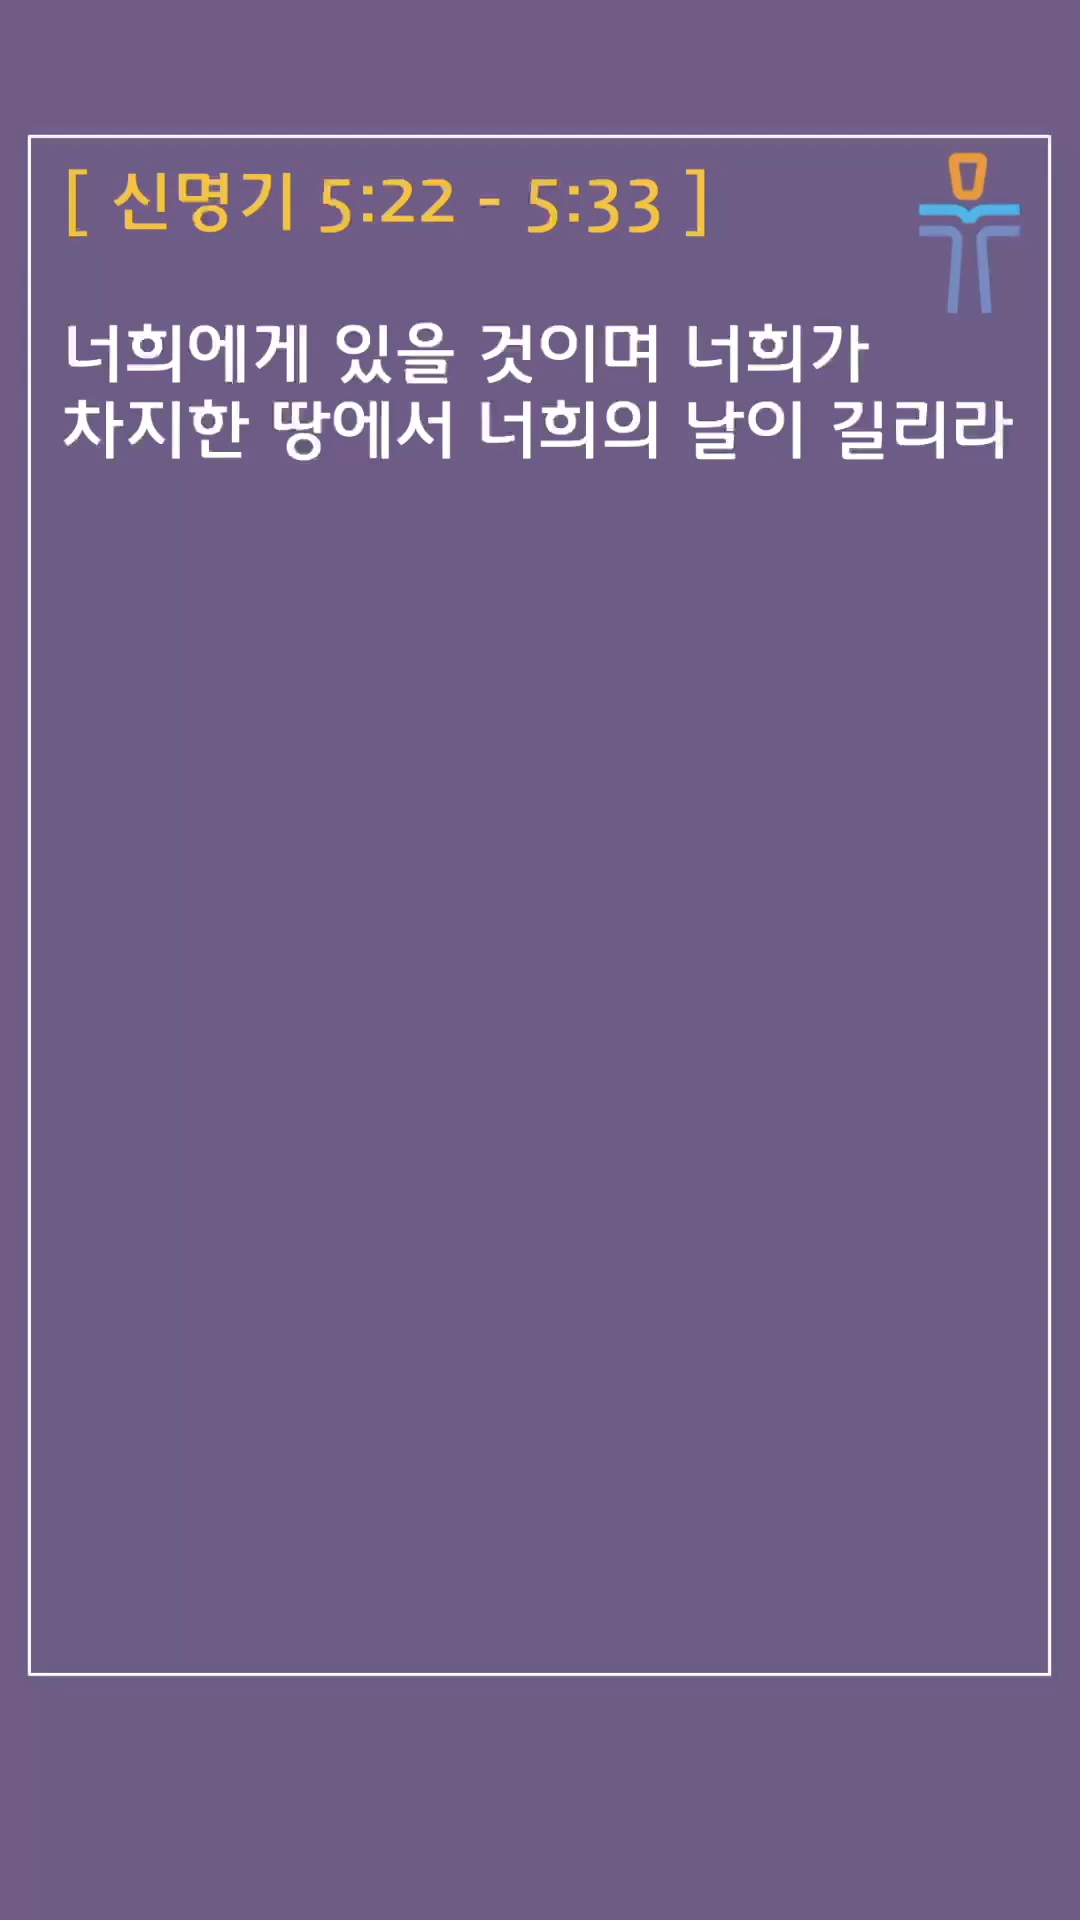 [ 신명기 5:22 - 5:33 ]
너희에게 있을 것이며 너희가
차지한 땅에서 너희의 날이 길리라